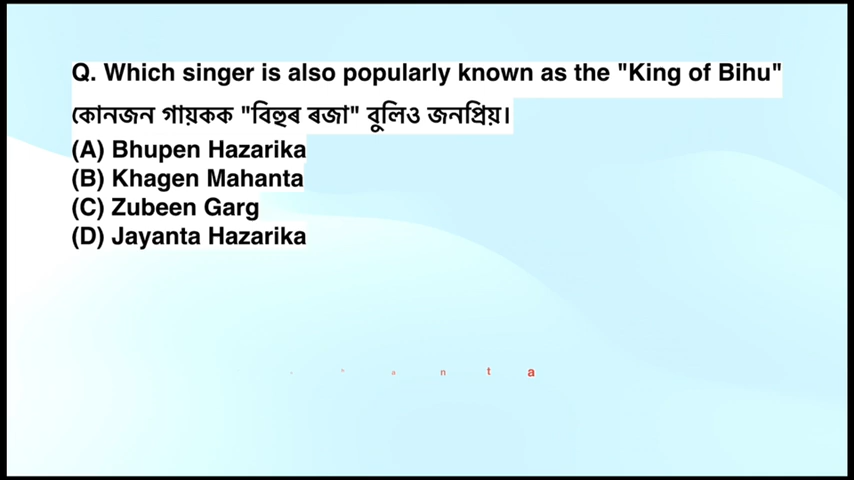 Q. Which singer is also popularly known as the "King of Bihu"
কোনজন গায়কক "বিহুৰ ৰজা" বুলিও জনপ্ৰিয়।
(A) Bhupen Hazarika
(B) Khagen Mahanta
(C) Zubeen Garg
(D) Jayanta Hazarika
a n t a